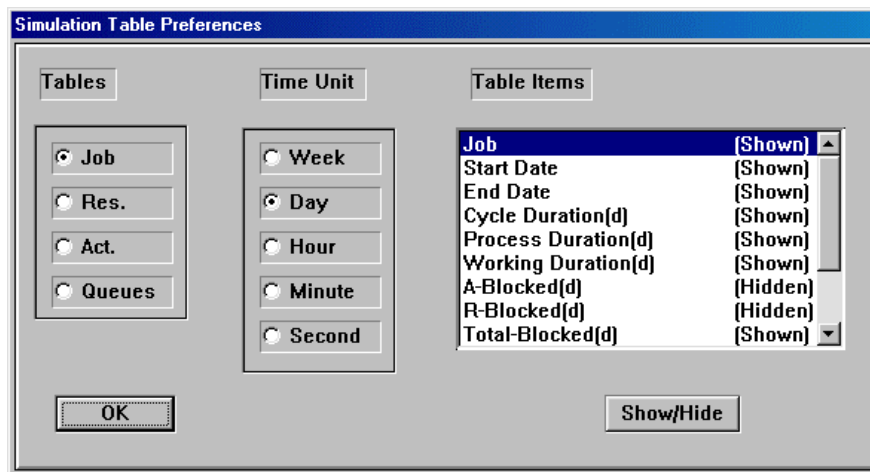 Simulation Table Preferences
Tables
Job
Res.
Act.
Queues
Time Unit
Week
Day
Hour
Minute
Second
Table Items
Job (Shown)
Start Date (Shown)
End Date (Shown)
Cycle Duration(d) (Shown)
Process Duration(d) (Shown)
Working Duration(d) (Shown)
A-Blocked(d) (Hidden)
R-Blocked(d) (Hidden)
Total-Blocked(d) (Shown)
OK
Show/Hide